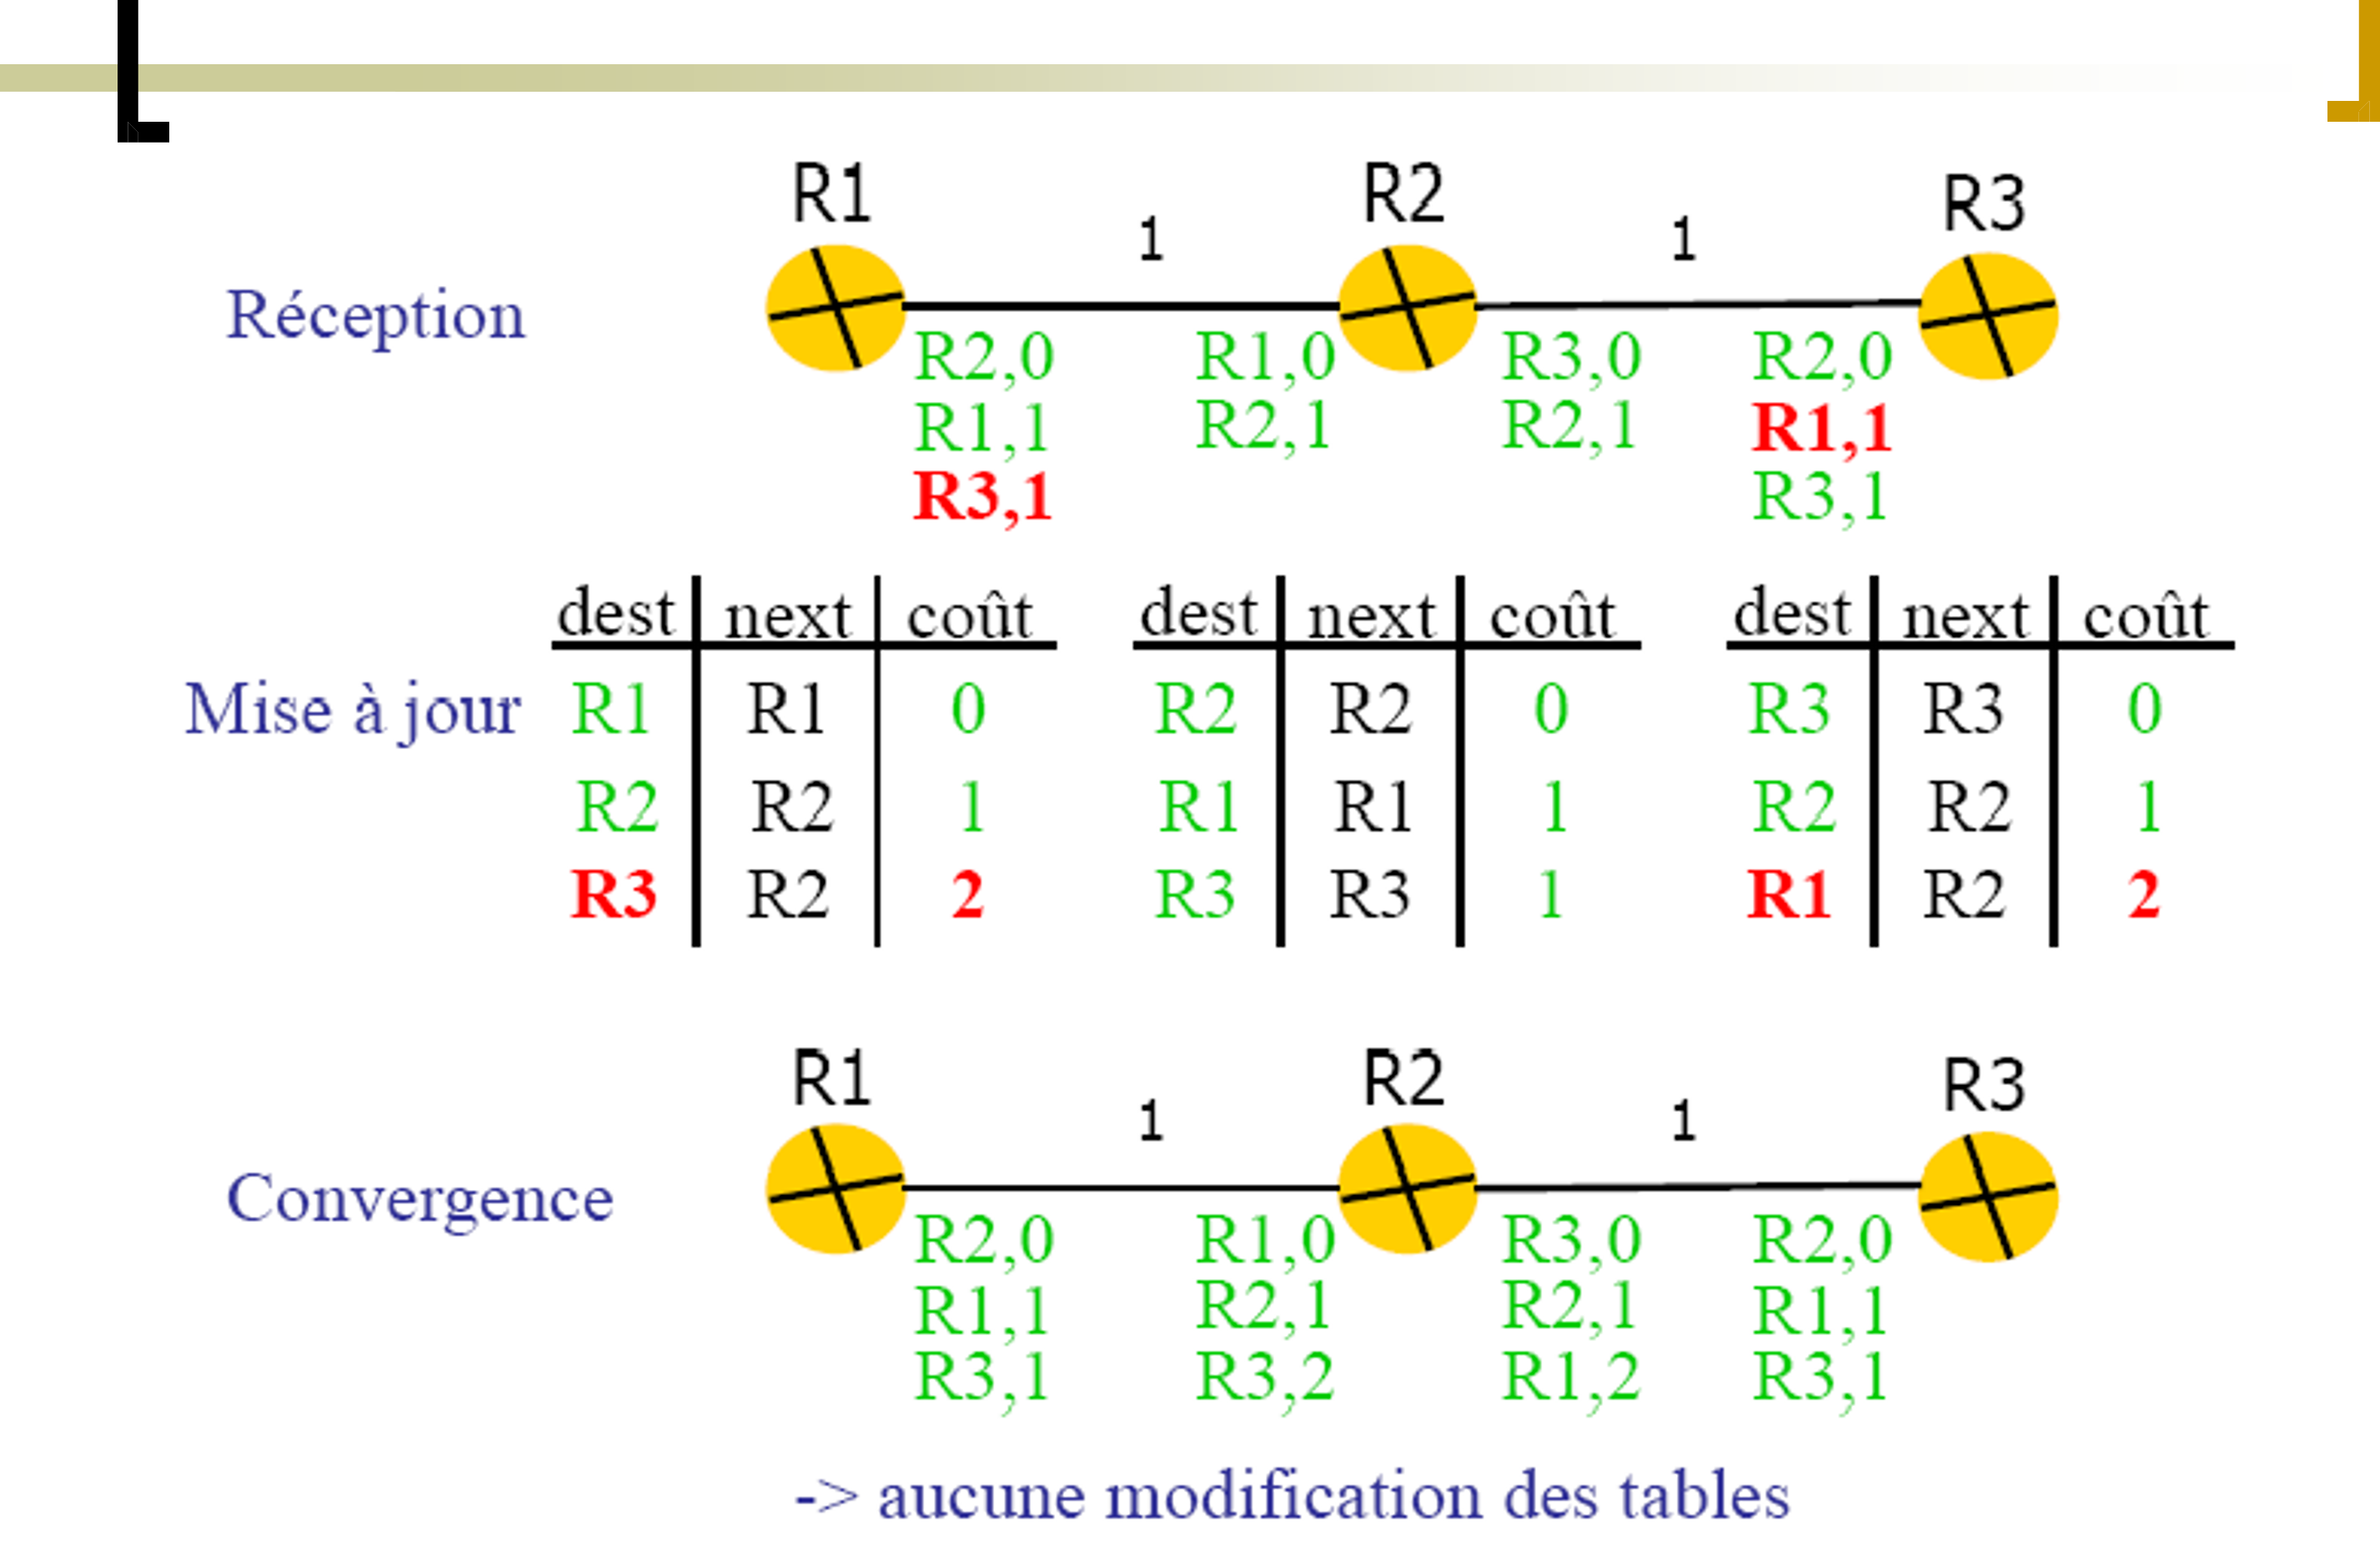 R1 R2 R3
1 1
Réception
R2,0 R1,0 R3,0 R2,0
R1,1 R2,1 R2,1 R1,1
R3,1 R3,1
dest next coût dest next coût dest next coût
Mise à jour R1 R1 0 R2 R2 0 R3 R3 0
R2 R2 1 R1 R1 1 R2 R2 1
R3 R2 2 R3 R3 1 R1 R2 2
R1 R2 R3
1 1
Convergence
R2,0 R1,0 R3,0 R2,0
R1,1 R2,1 R2,1 R1,1
R3,1 R3,2 R1,2 R3,1
-> aucune modification des tables